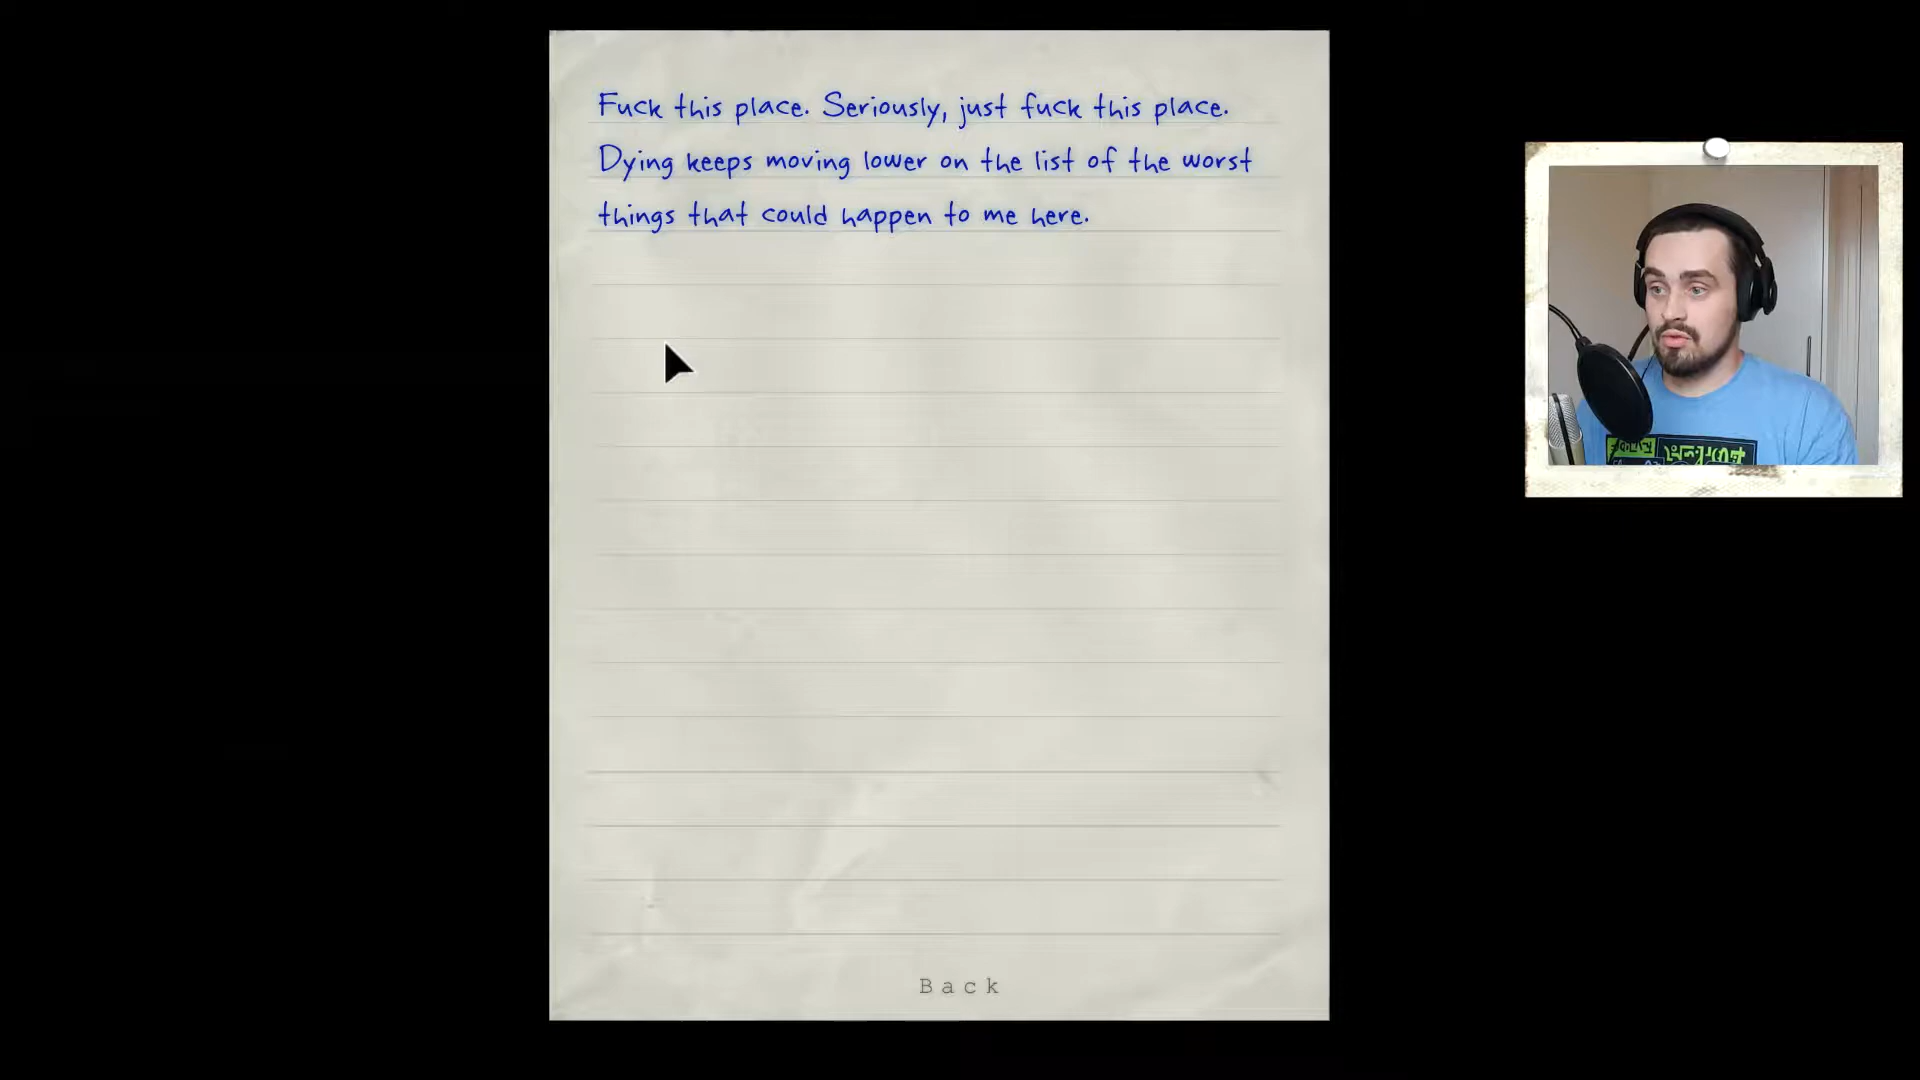 Fuck this place. Seriously, just fuck this place.
Dying keeps moving lower on the list of the worst
things that could happen to me here.
Back